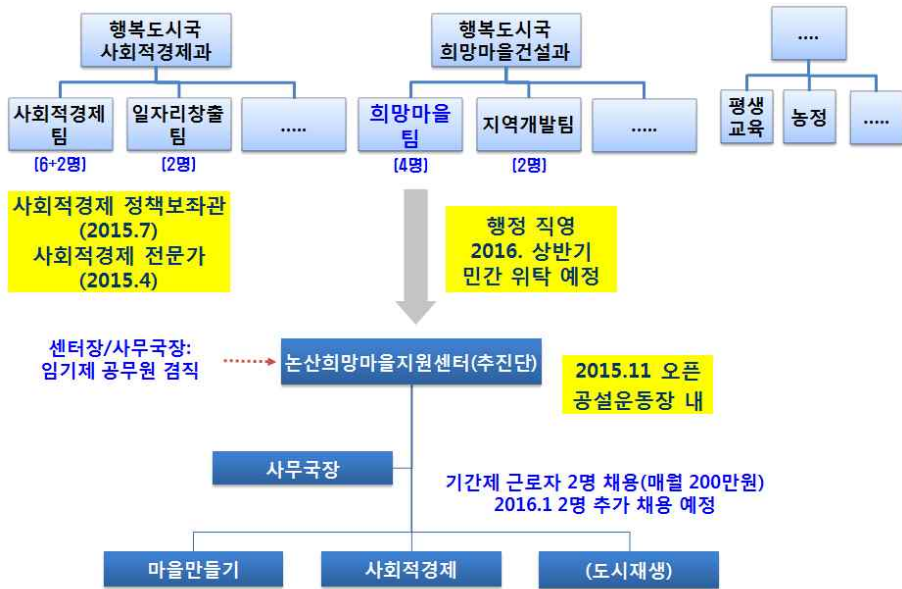 행복도시국
사회적경제과
행복도시국
희망마을건설과
....
사회적경제
팀
일자리창출
팀
.....
희망마을
팀
지역개발팀
.....
평생
교육
농정
.....
(6+2명)
(2명)
(4명)
(2명)
사회적경제 정책보좌관
(2015.7)
사회적경제 전문가
(2015.4)
행정 직영
2016. 상반기
민간 위탁 예정
센터장/사무국장:
임기제 공무원 겸직
논산희망마을지원센터(추진단)
2015.11 오픈
공설운동장 내
사무국장
기간제 근로자 2명 채용(매월 200만원)
2016.1 2명 추가 채용 예정
마을만들기
사회적경제
(도시재생)